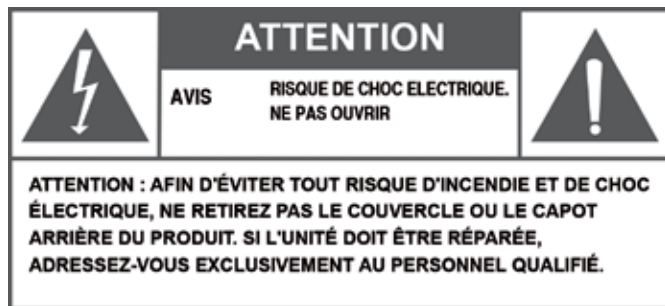 ATTENTION
AVIS
RISQUE DE CHOC ELECTRIQUE.
NE PAS OUVRIR
ATTENTION : AFIN D'ÉVITER TOUT RISQUE D'INCENDIE ET DE CHOC
ÉLECTRIQUE, NE RETIREZ PAS LE COUVERCLE OU LE CAPOT
ARRIÈRE DU PRODUIT. SI L'UNITÉ DOIT ÊTRE RÉPARÉE,
ADRESSEZ-VOUS EXCLUSIVEMENT AU PERSONNEL QUALIFIÉ.